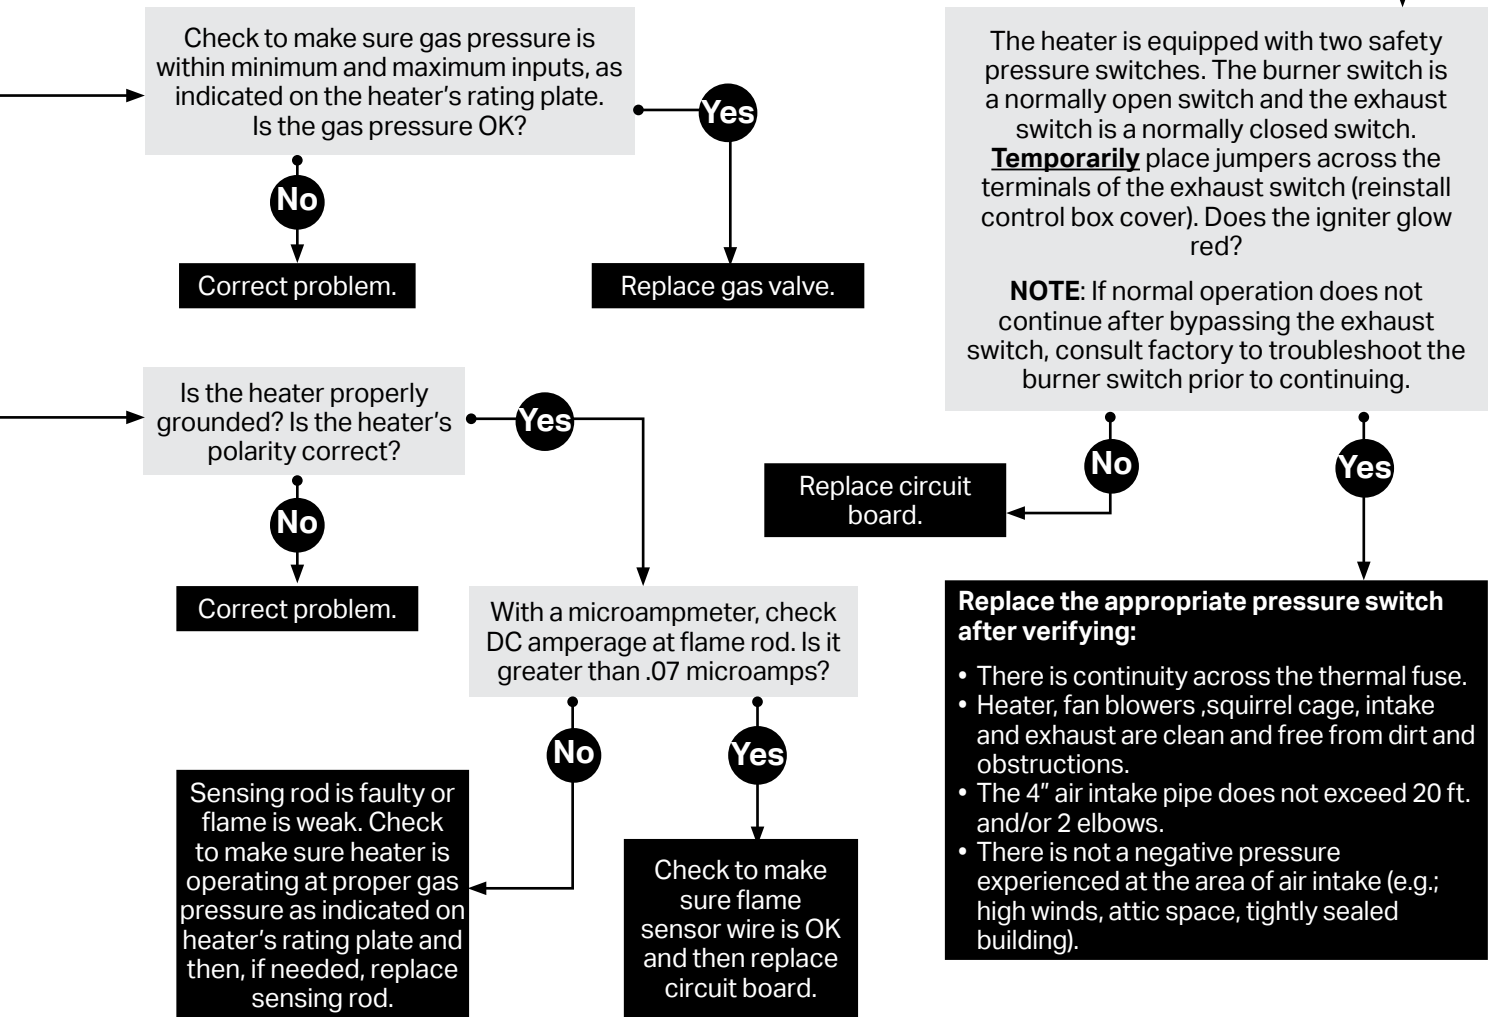 Check to make sure gas pressure is
within minimum and maximum inputs, as
indicated on the heater's rating plate.
Is the gas pressure OK?
Yes
No
Correct problem.
Replace gas valve.
Is the heater properly
grounded? Is the heater's
polarity correct?
Yes
No
Correct problem.
With a microampmeter, check
DC amperage at flame rod. Is it
greater than .07 microamps?
No
Yes
Sensing rod is faulty or
flame is weak. Check
to make sure heater is
operating at proper gas
pressure as indicated on
heater's rating plate and
then, if needed, replace
sensing rod.
Check to make
sure flame
sensor wire is OK
and then replace
circuit board.
The heater is equipped with two safety
pressure switches. The burner switch is
a normally open switch and the exhaust
switch is a normally closed switch.
Temporarily place jumpers across the
terminals of the exhaust switch (reinstall
control box cover). Does the igniter glow
red?
NOTE: If normal operation does not
continue after bypassing the exhaust
switch, consult factory to troubleshoot the
burner switch prior to continuing.
No
Yes
Replace circuit
board.
Replace the appropriate pressure switch
after verifying:
• There is continuity across the thermal fuse.
• Heater, fan blowers ,squirrel cage, intake
and exhaust are clean and free from dirt and
obstructions.
• The 4” air intake pipe does not exceed 20 ft.
and/or 2 elbows.
• There is not a negative pressure
experienced at the area of air intake (e.g.;
high winds, attic space, tightly sealed
building).